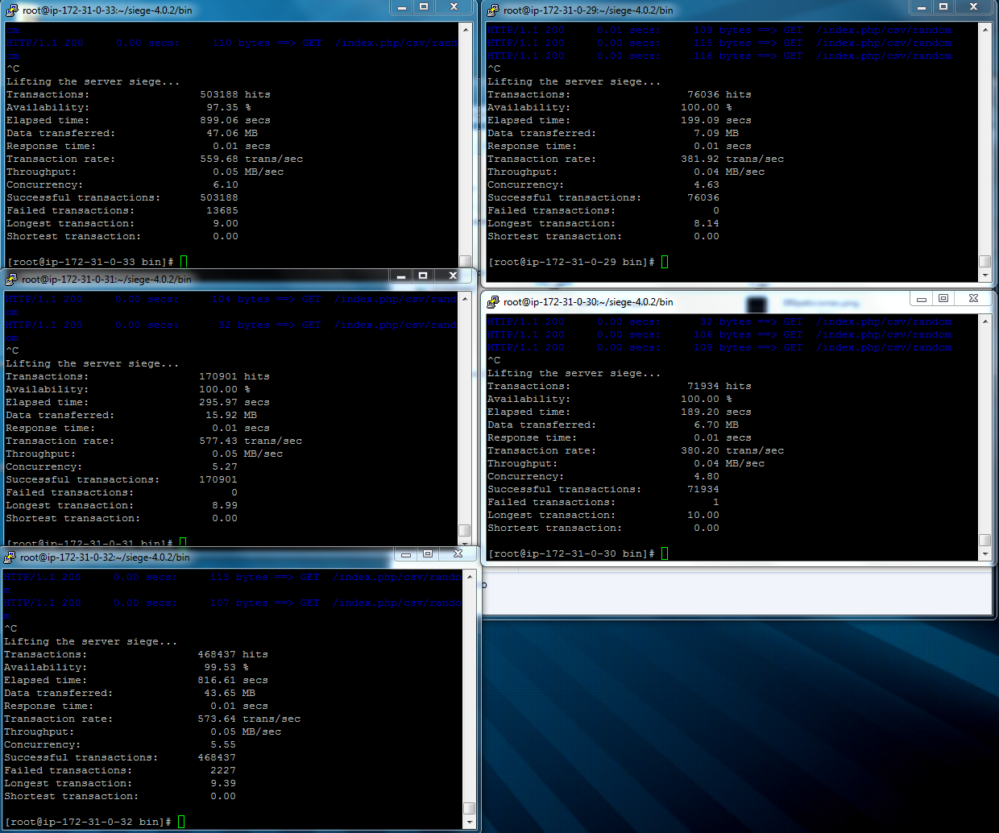 root@ip-172-31-0-33:~/siege-4.0.2/bin
om
HTTP/1.1 200     0.00 secs:     110 bytes ==> GET  /index.php/csv/rand
om
^C
Lifting the server siege...
Transactions:                 503188 hits
Availability:                  97.35 %
Elapsed time:                 899.06 secs
Data transferred:              47.06 MB
Response time:                  0.01 secs
Transaction rate:             559.68 trans/sec
Throughput:                     0.05 MB/sec
Concurrency:                    6.10
Successful transactions:      503188
Failed transactions:           13685
Longest transaction:            9.00
Shortest transaction:           0.00
[root@ip-172-31-0-33 bin]#
root@ip-172-31-0-31:~/siege-4.0.2/bin
HTTP/1.1 200     0.00 secs:     104 bytes ==> GET  /index.php/csv/rand
om
HTTP/1.1 200     0.00 secs:      92 bytes ==> GET  /index.php/csv/rand
om
^C
Lifting the server siege...
Transactions:                 170901 hits
Availability:                 100.00 %
Elapsed time:                 295.97 secs
Data transferred:              15.92 MB
Response time:                  0.01 secs
Transaction rate:             577.43 trans/sec
Throughput:                     0.05 MB/sec
Concurrency:                    5.27
Successful transactions:      170901
Failed transactions:               0
Longest transaction:            8.99
Shortest transaction:           0.00
[root@ip-172-31-0-31 bin]#
root@ip-172-31-0-32:~/siege-4.0.2/bin
HTTP/1.1 200     0.00 secs:     113 bytes ==> GET  /index.php/csv/rando
m
HTTP/1.1 200     0.00 secs:     107 bytes ==> GET  /index.php/csv/rando
m
^C
Lifting the server siege...
Transactions:                 468437 hits
Availability:                  99.53 %
Elapsed time:                 816.61 secs
Data transferred:              43.65 MB
Response time:                  0.01 secs
Transaction rate:             573.64 trans/sec
Throughput:                     0.05 MB/sec
Concurrency:                    5.55
Successful transactions:      468437
Failed transactions:            2227
Longest transaction:            9.39
Shortest transaction:           0.00
[root@ip-172-31-0-32 bin]#
root@ip-172-31-0-29:~/siege-4.0.2/bin
HTTP/1.1 200     0.01 secs:     109 bytes ==> GET  /index.php/csv/random
HTTP/1.1 200     0.00 secs:     115 bytes ==> GET  /index.php/csv/random
HTTP/1.1 200     0.00 secs:     116 bytes ==> GET  /index.php/csv/random
^C
Lifting the server siege...
Transactions:                  76036 hits
Availability:                 100.00 %
Elapsed time:                 199.09 secs
Data transferred:               7.09 MB
Response time:                  0.01 secs
Transaction rate:             381.92 trans/sec
Throughput:                     0.04 MB/sec
Concurrency:                    4.63
Successful transactions:       76036
Failed transactions:               0
Longest transaction:            8.14
Shortest transaction:           0.00
[root@ip-172-31-0-29 bin]#
root@ip-172-31-0-30:~/siege-4.0.2/bin
HTTP/1.1 200     0.00 secs:      92 bytes ==> GET  /index.php/csv/random
HTTP/1.1 200     0.00 secs:     106 bytes ==> GET  /index.php/csv/random
HTTP/1.1 200     0.00 secs:     109 bytes ==> GET  /index.php/csv/random
^C
Lifting the server siege...
Transactions:                  71934 hits
Availability:                 100.00 %
Elapsed time:                 189.20 secs
Data transferred:               6.70 MB
Response time:                  0.01 secs
Transaction rate:             380.20 trans/sec
Throughput:                     0.04 MB/sec
Concurrency:                    4.80
Successful transactions:       71934
Failed transactions:               1
Longest transaction:           10.00
Shortest transaction:           0.00
[root@ip-172-31-0-30 bin]#